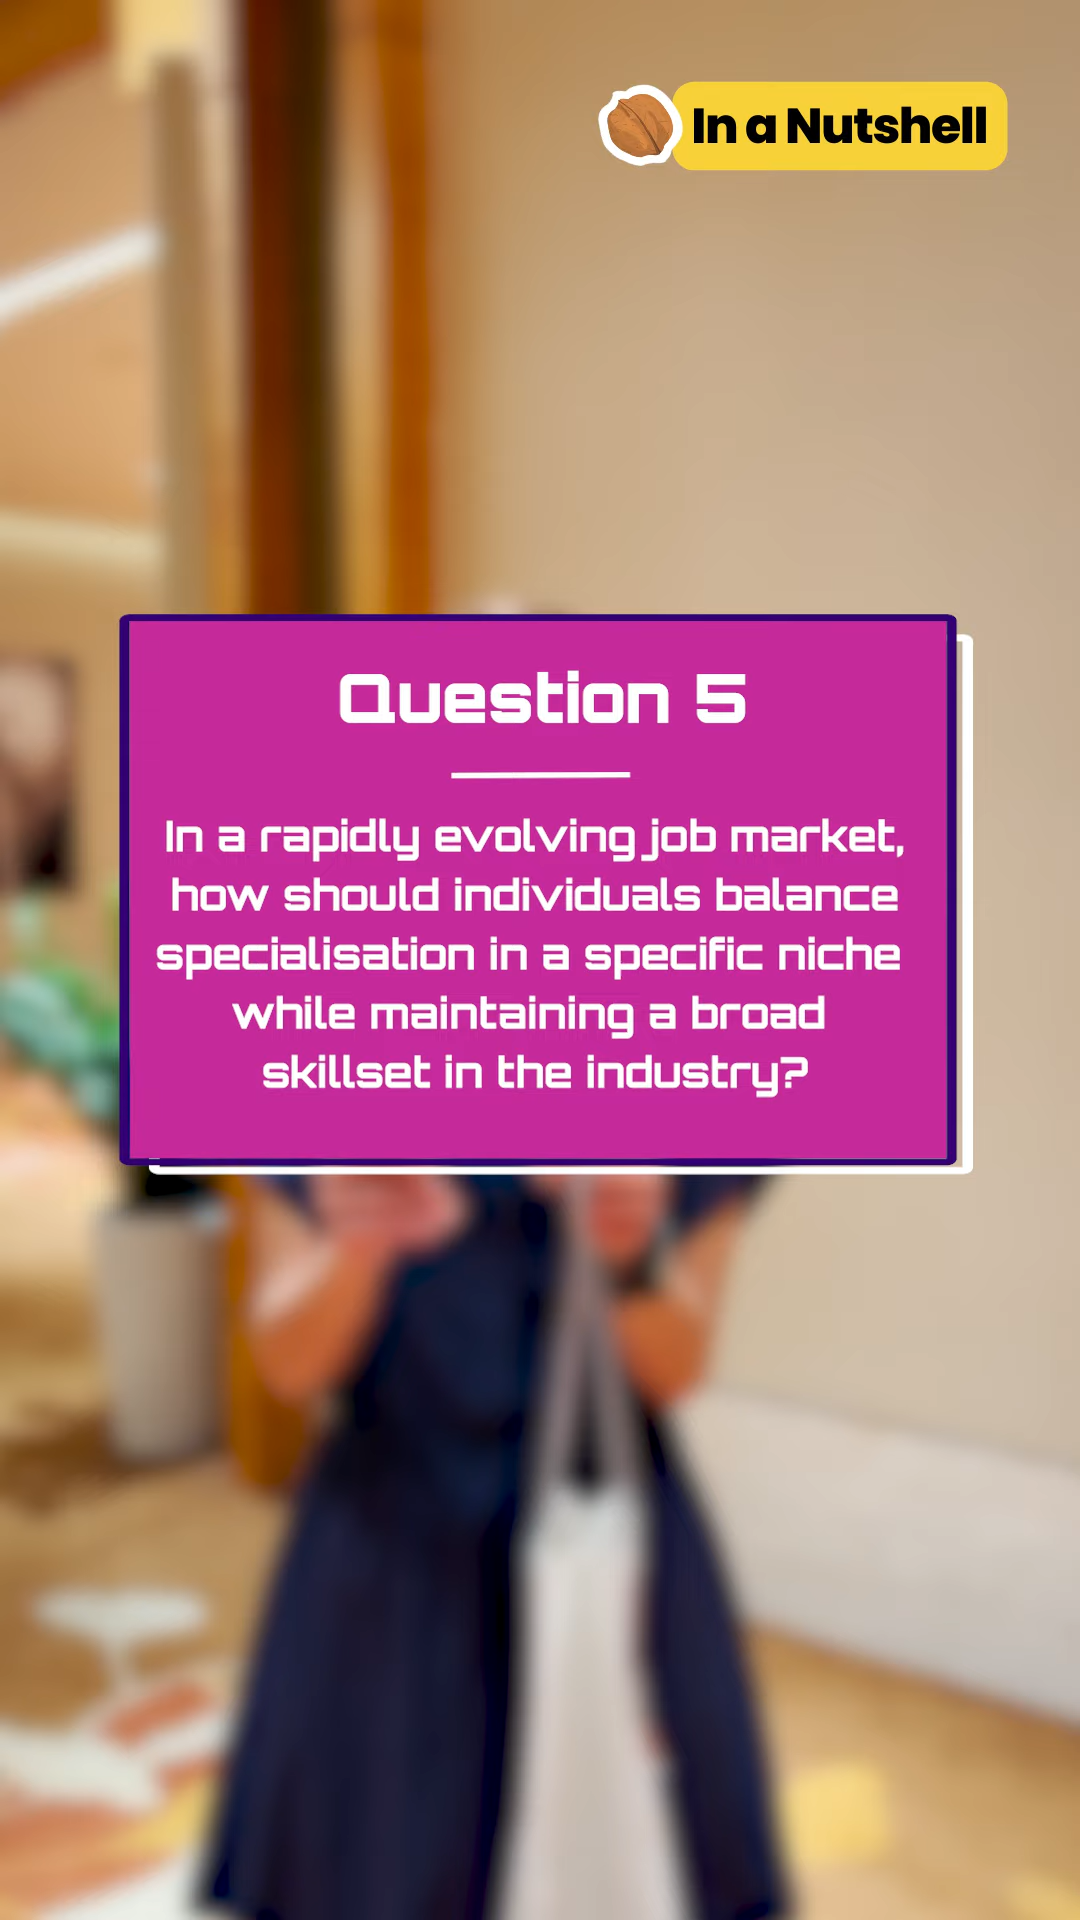 In a Nutshell
Question 5
In a rapidly evolving job market,
how should individuals balance
specialisation in a specific niche
while maintaining a broad
skillset in the industry?